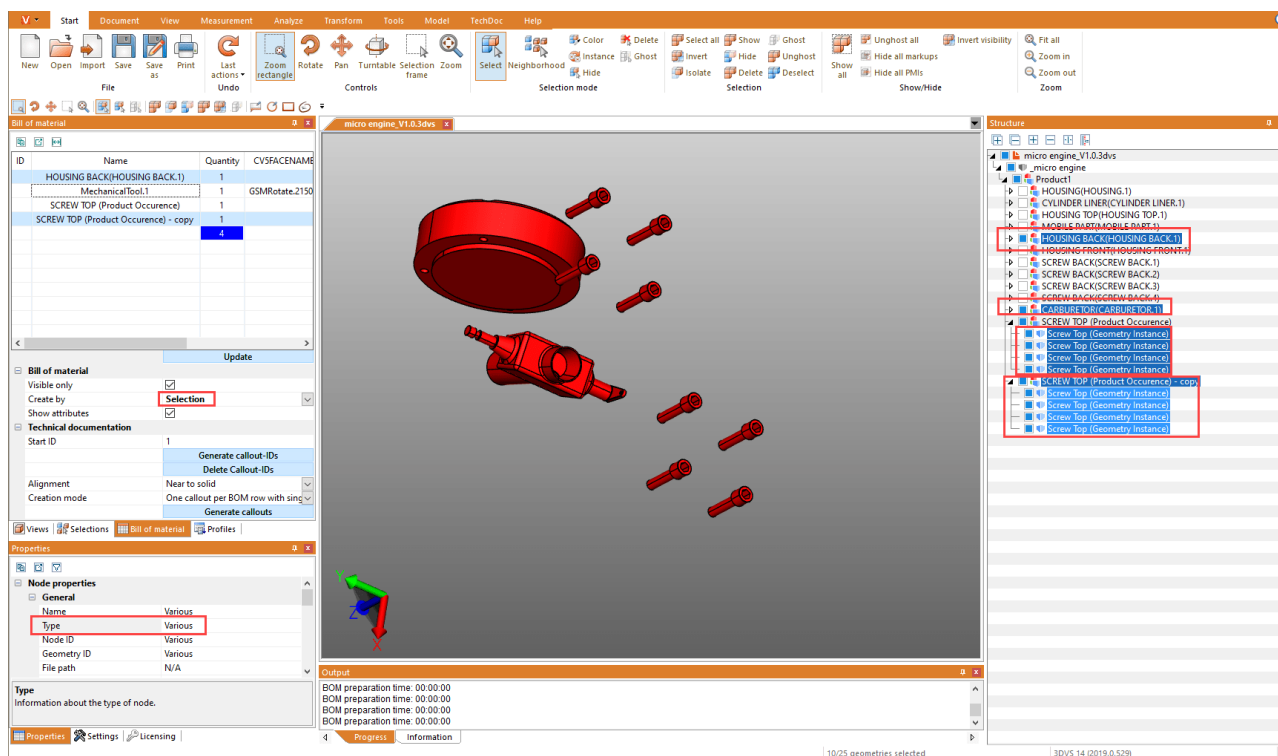 V Start Document View Measurement Analyze Transform Tools Model TechDoc Help
New Open Import Save Save as Print
File
Last actions
Undo
Zoom rectangle Rotate Pan Turntable Selection frame Zoom
Controls
Select Neighborhood Color Delete
Instance Ghost
Hide
Selection mode
Select all Show Ghost
Invert Hide Unghost
Isolate Delete Deselect
Selection
Show all Unghost all Invert visibility
Hide all markups
Hide all PMIs
Show/Hide
Fit all
Zoom in
Zoom out
Zoom
Bill of material
ID Name Quantity CV5FACENAME
HOUSING BACK(HOUSING BACK.1) 1
MechanicalTool.1 1 GSMRotate.2150
SCREW TOP (Product Occurence) 1
SCREW TOP (Product Occurence) - copy 1
4
Update
Bill of material
Visible only
Create by Selection
Show attributes
Technical documentation
Start ID 1
Generate callout-IDs
Delete Callout-IDs
Alignment Near to solid
Creation mode One callout per BOM row with sing
Generate callouts
Views Selections Bill of material Profiles
Properties
Node properties
General
Name Various
Type Various
Node ID Various
Geometry ID Various
File path N/A
Type
Information about the type of node.
Properties Settings Licensing
micro engine_V1.0.3dvs
Y
Z
X
Output
BOM preparation time: 00:00:00
BOM preparation time: 00:00:00
BOM preparation time: 00:00:00
BOM preparation time: 00:00:00
Progress Information
Structure
micro engine_V1.0.3dvs
_micro engine
Product1
HOUSING(HOUSING.1)
CYLINDER LINER(CYLINDER LINER.1)
HOUSING TOP(HOUSING TOP.1)
MOBILE PART(MOBILE PART.1)
HOUSING BACK(HOUSING BACK.1)
HOUSING FRONT(HOUSING FRONT.1)
SCREW BACK(SCREW BACK.1)
SCREW BACK(SCREW BACK.2)
SCREW BACK(SCREW BACK.3)
SCREW BACK(SCREW BACK.4)
CARBURETOR(CARBURETOR.1)
SCREW TOP (Product Occurence)
Screw Top (Geometry Instance)
Screw Top (Geometry Instance)
Screw Top (Geometry Instance)
Screw Top (Geometry Instance)
SCREW TOP (Product Occurence) - copy
Screw Top (Geometry Instance)
Screw Top (Geometry Instance)
Screw Top (Geometry Instance)
Screw Top (Geometry Instance)
10/25 geometries selected
3DVS 14 (2019.0.529)